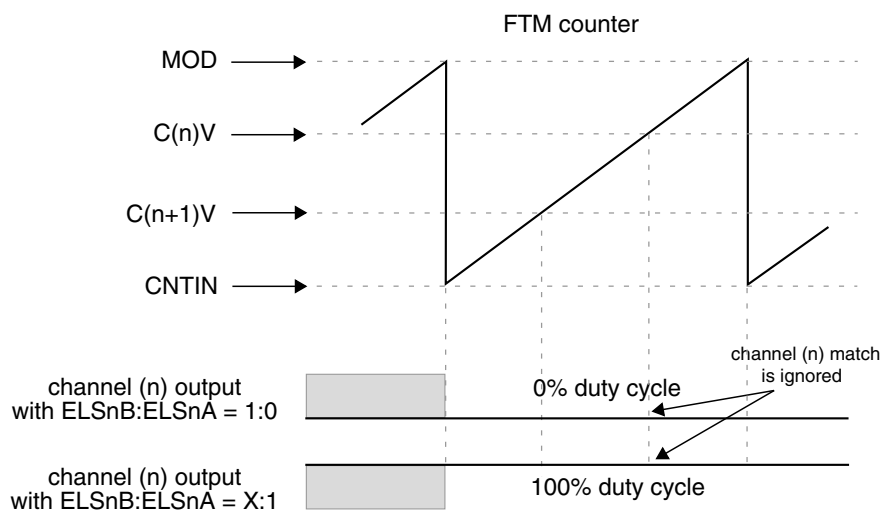 FTM counter
MOD
C(n)V
C(n+1)V
CNTIN
channel (n) match
is ignored
channel (n) output
with ELSnB:ELSnA = 1:0
0% duty cycle
channel (n) output
with ELSnB:ELSnA = X:1
100% duty cycle